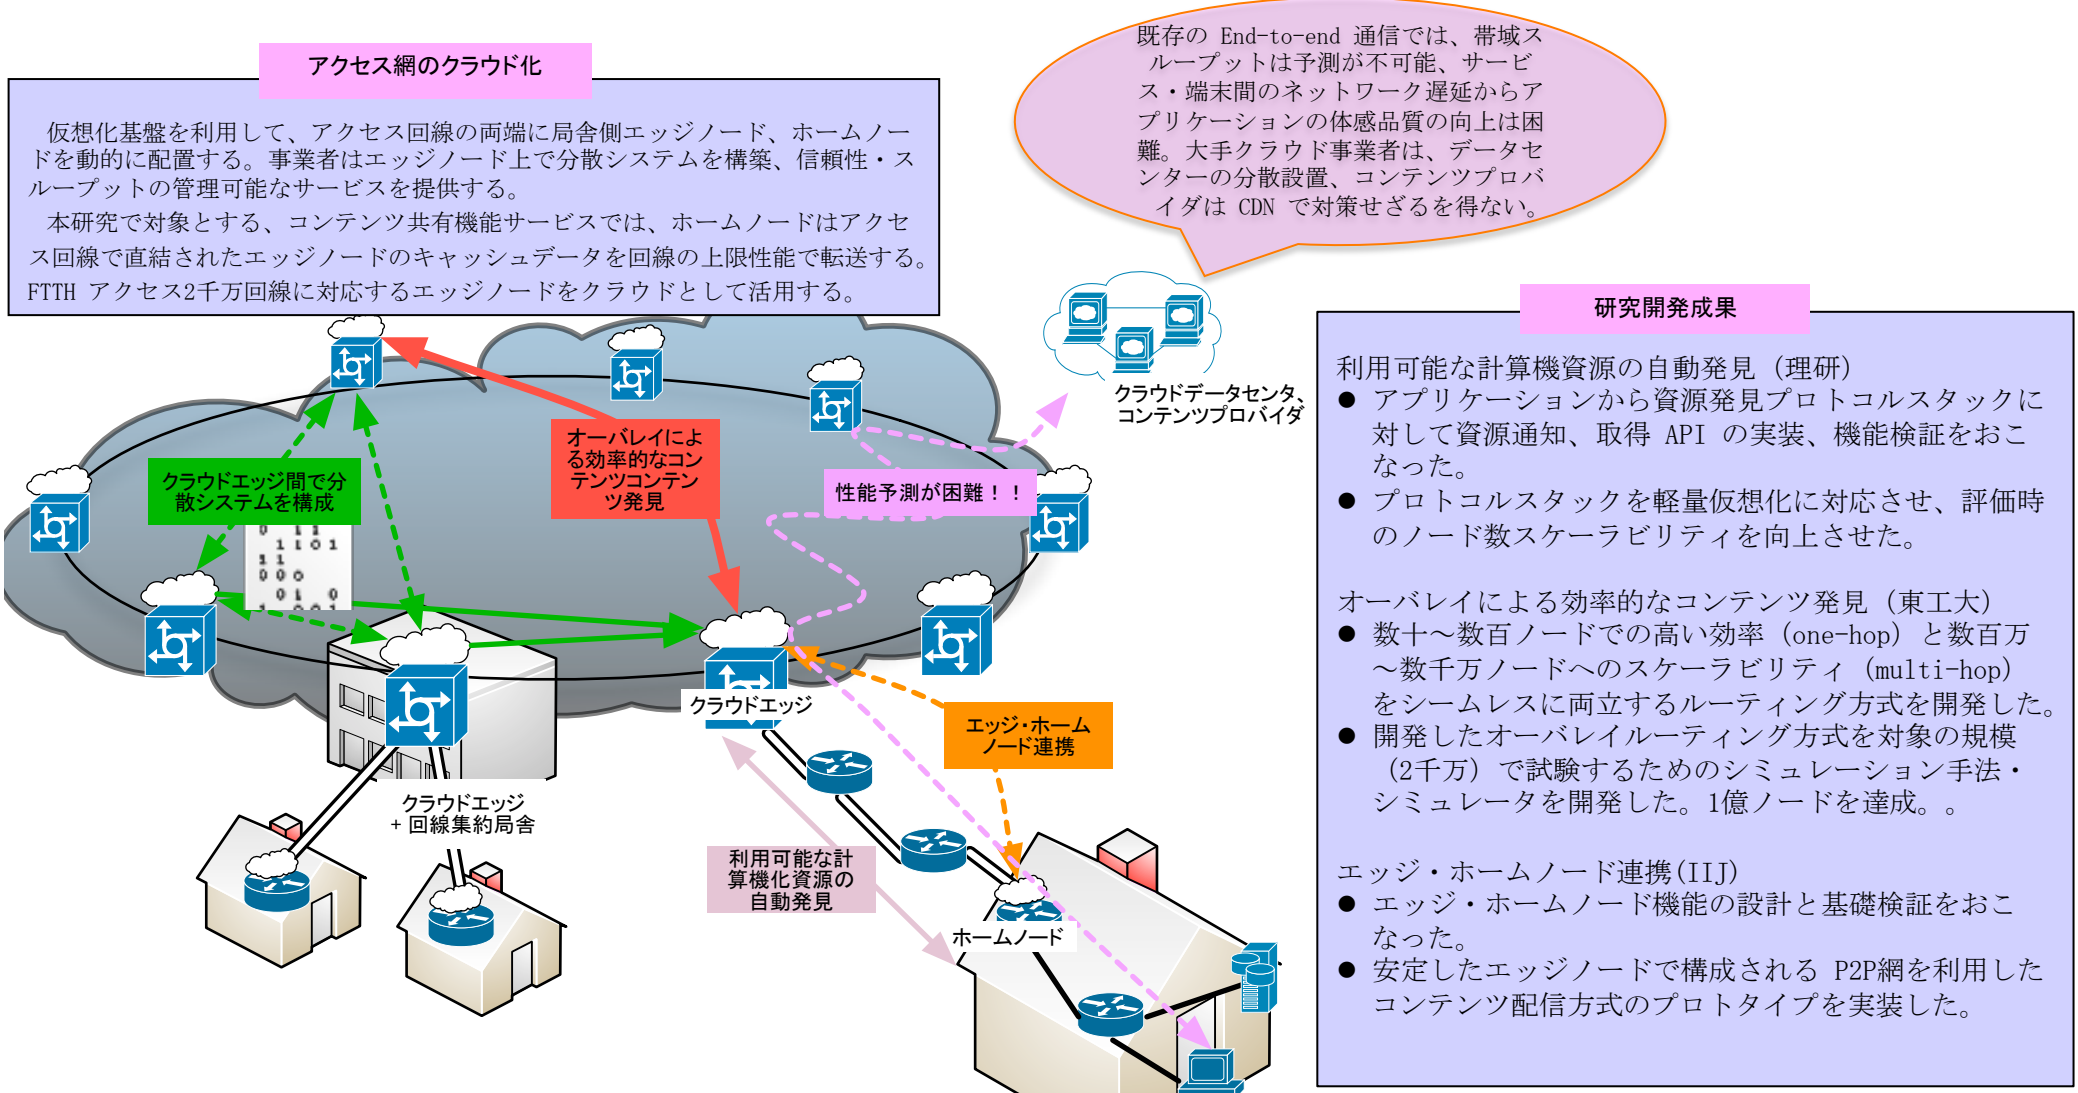 アクセス網のクラウド化
仮想化基盤を利用して、アクセス回線の両端に局舎側エッジノード、ホームノー
ドを動的に配置する。事業者はエッジノード上で分散システムを構築、信頼性・ス
ループットの管理可能なサービスを提供する。
本研究で対象とする、コンテンツ共有機能サービスでは、ホームノードはアクセ
ス回線で直結されたエッジノードのキャッシュデータを回線の上限性能で転送する。
FTTH アクセス2千万回線に対応するエッジノードをクラウドとして活用する。
既存の End-to-end 通信では、帯域ス
ループットは予測が不可能、サービ
ス・端末間のネットワーク遅延からア
プリケーションの体感品質の向上は困
難。大手クラウド事業者は、データセ
ンターの分散設置、コンテンツプロバ
イダは CDN で対策せざるを得ない。
クラウドデータセンタ、
コンテンツプロバイダ
オーバレイによ
る効率的なコン
テンツコンテン
ツ発見
クラウドエッジ間で分
散システムを構成
性能予測が困難！！
0 1 1
1 1 0 1
1 1
0 0 0
0 1 0
クラウドエッジ
エッジ・ホーム
ノード連携
クラウドエッジ
+ 回線集約局舎
利用可能な計
算機化資源の
自動発見
ホームノード
研究開発成果
利用可能な計算機資源の自動発見（理研）
● アプリケーションから資源発見プロトコルスタックに
対して資源通知、取得 API の実装、機能検証をおこ
なった。
● プロトコルスタックを軽量仮想化に対応させ、評価時
のノード数スケーラビリティを向上させた。
オーバレイによる効率的なコンテンツ発見（東工大）
● 数十～数百ノードでの高い効率（one-hop）と数百万
～数千万ノードへのスケーラビリティ（multi-hop）
をシームレスに両立するルーティング方式を開発した。
● 開発したオーバレイルーティング方式を対象の規模
（2千万）で試験するためのシミュレーション手法・
シミュレータを開発した。1億ノードを達成。。
エッジ・ホームノード連携(IIJ)
● エッジ・ホームノード機能の設計と基礎検証をおこ
なった。
● 安定したエッジノードで構成される P2P網を利用した
コンテンツ配信方式のプロトタイプを実装した。